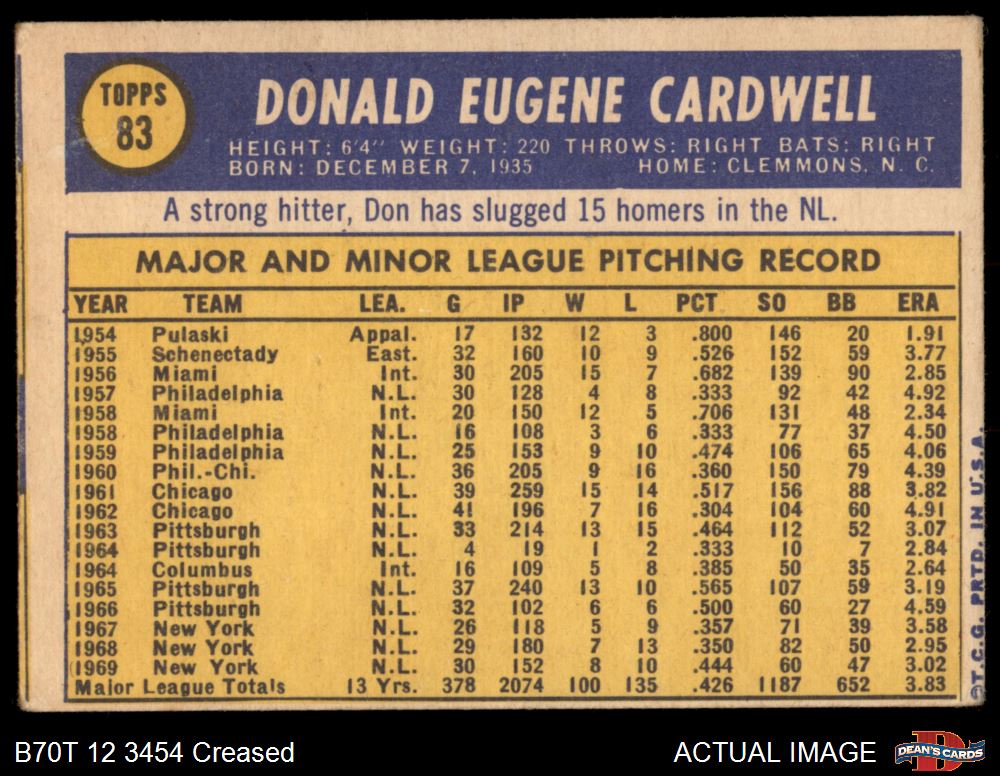 TOPPS
83
DONALD EUGENE CARDWELL
HEIGHT: 6'4" WEIGHT: 220 THROWS: RIGHT BATS: RIGHT
BORN: DECEMBER 7, 1935 HOME: CLEMMONS, N. C.
A strong hitter, Don has slugged 15 homers in the NL.
MAJOR AND MINOR LEAGUE PITCHING RECORD
YEAR TEAM LEA. G IP W L PCT SO BB ERA
1954 Pulaski Appal. 17 132 12 3 .800 146 20 1.91
1955 Schenectady East. 32 160 10 9 .526 152 59 3.77
1956 Miami Int. 30 205 15 7 .682 139 90 2.85
1957 Philadelphia N.L. 30 128 4 8 .333 92 42 4.92
1958 Miami Int. 20 150 12 5 .706 131 48 2.34
1958 Philadelphia N.L. 16 108 3 6 .333 77 37 4.50
1959 Philadelphia N.L. 25 153 9 10 .474 106 65 4.06
1960 Phil.-Chi. N.L. 36 205 9 16 .360 150 79 4.39
1961 Chicago N.L. 39 259 15 14 .517 156 88 3.82
1962 Chicago N.L. 41 196 7 16 .304 104 60 4.91
1963 Pittsburgh N.L. 33 214 13 15 .464 112 52 3.07
1964 Pittsburgh N.L. 4 19 1 2 .333 10 7 2.84
1964 Columbus Int. 16 109 5 8 .385 50 35 2.64
1965 Pittsburgh N.L. 37 240 13 10 .565 107 59 3.19
1966 Pittsburgh N.L. 32 102 6 6 .500 60 27 4.59
1967 New York N.L. 26 118 5 9 .357 71 39 3.58
1968 New York N.L. 29 180 7 13 .350 82 50 2.95
1969 New York N.L. 30 152 8 10 .444 60 47 3.02
Major League Totals 13 Yrs. 378 2074 100 135 .426 1187 652 3.83
©T.C.G. PRTD. IN U.S.A.
B70T 12 3454 Creased
ACTUAL IMAGE
D
DEAN'S CARDS